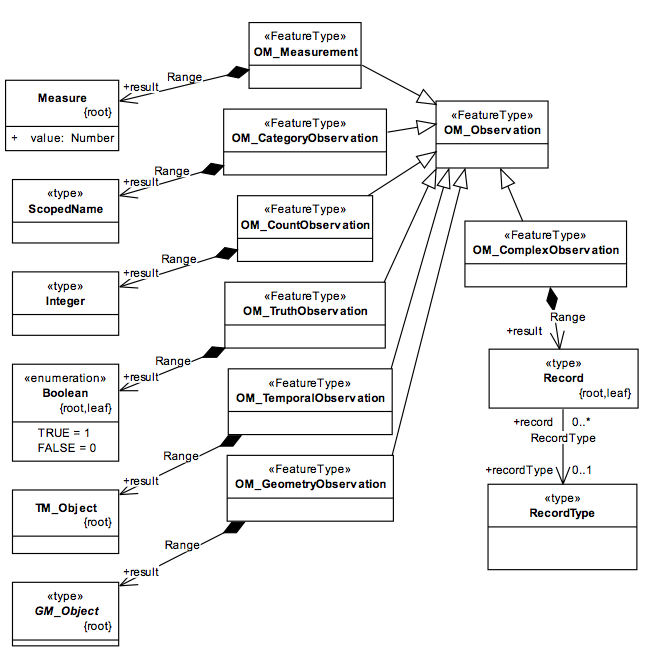 «FeatureType»
OM_Measurement
Range
+result
Measure
{root}
+ value: Number
«FeatureType»
OM_Observation
«FeatureType»
OM_CategoryObservation
Range
+result
«type»
ScopedName
«FeatureType»
OM_CountObservation
Range
+result
«type»
Integer
«FeatureType»
OM_ComplexObservation
Range
+result
«FeatureType»
OM_TruthObservation
Range
+result
«enumeration»
Boolean
{root,leaf}
TRUE = 1
FALSE = 0
«type»
Record
{root,leaf}
+record 0..*
RecordType
+recordType 0..1
«type»
RecordType
«FeatureType»
OM_TemporalObservation
Range
+result
TM_Object
{root}
«FeatureType»
OM_GeometryObservation
Range
+result
«type»
GM_Object
{root}